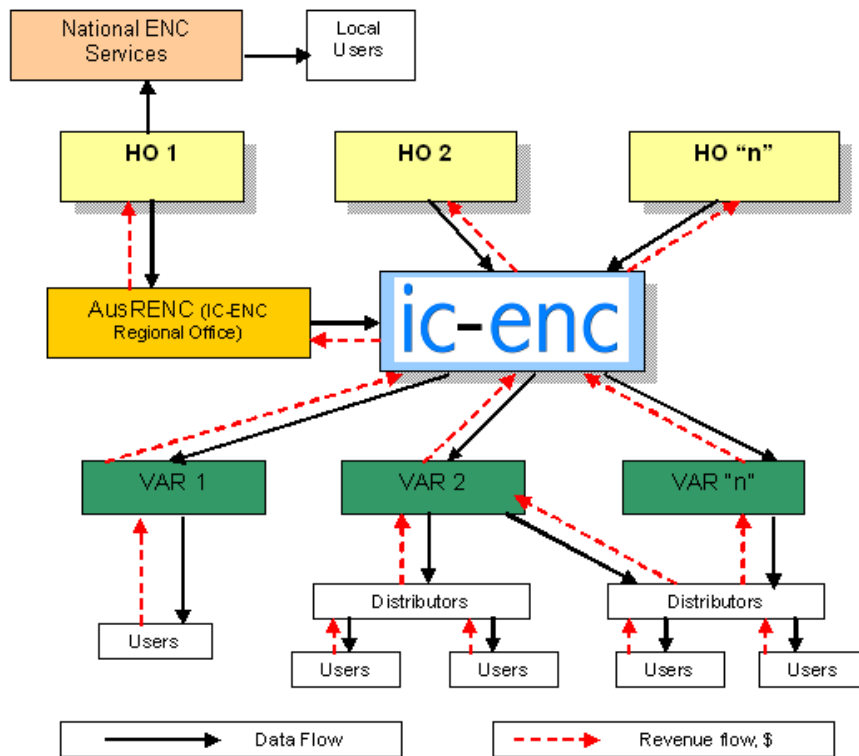 National ENC
Services
Local
Users
HO 1
HO 2
HO “n”
AusRENC (IC-ENC
Regional Office)
ic-enc
VAR 1
VAR 2
VAR "n"
Distributors
Distributors
Users
Users
Users
Users
Users
Data Flow
Revenue flow, $